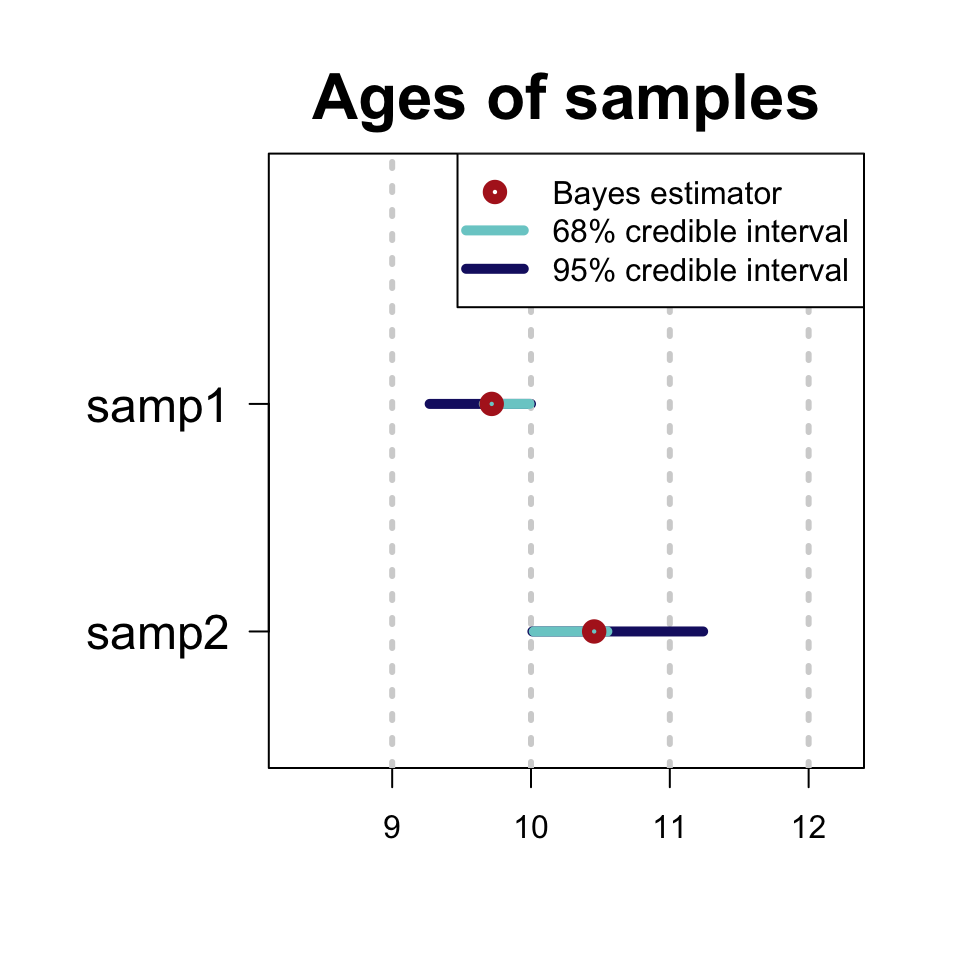 Ages of samples
Bayes estimator
68% credible interval
95% credible interval
samp1
samp2
9 10 11 12